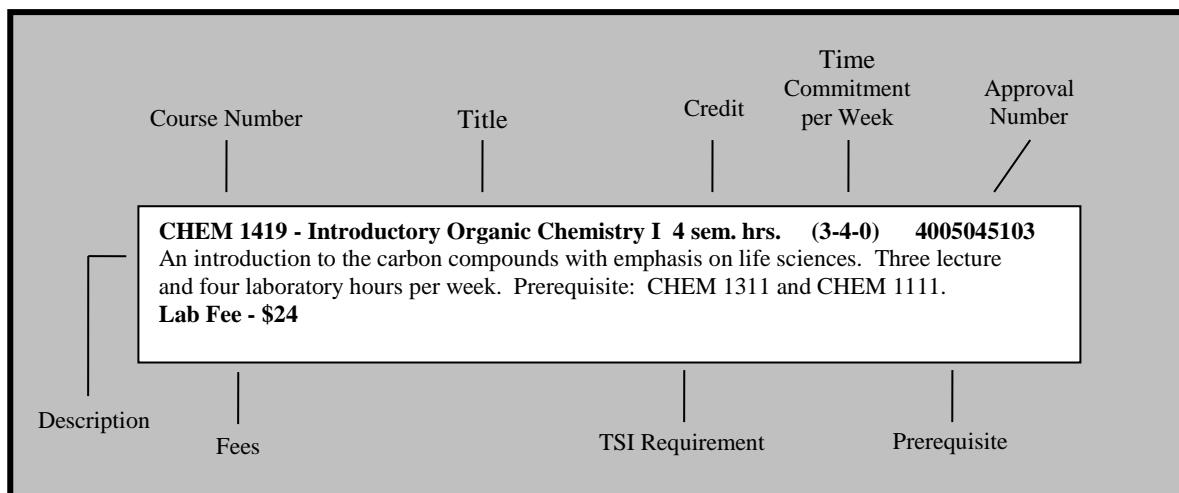 Time
Commitment
per Week
Approval
Number
Credit
Course Number
Title
CHEM 1419 - Introductory Organic Chemistry I 4 sem. hrs. (3-4-0) 4005045103
An introduction to the carbon compounds with emphasis on life sciences. Three lecture
and four laboratory hours per week. Prerequisite: CHEM 1311 and CHEM 1111.
Lab Fee - $24
Description
Fees
TSI Requirement
Prerequisite